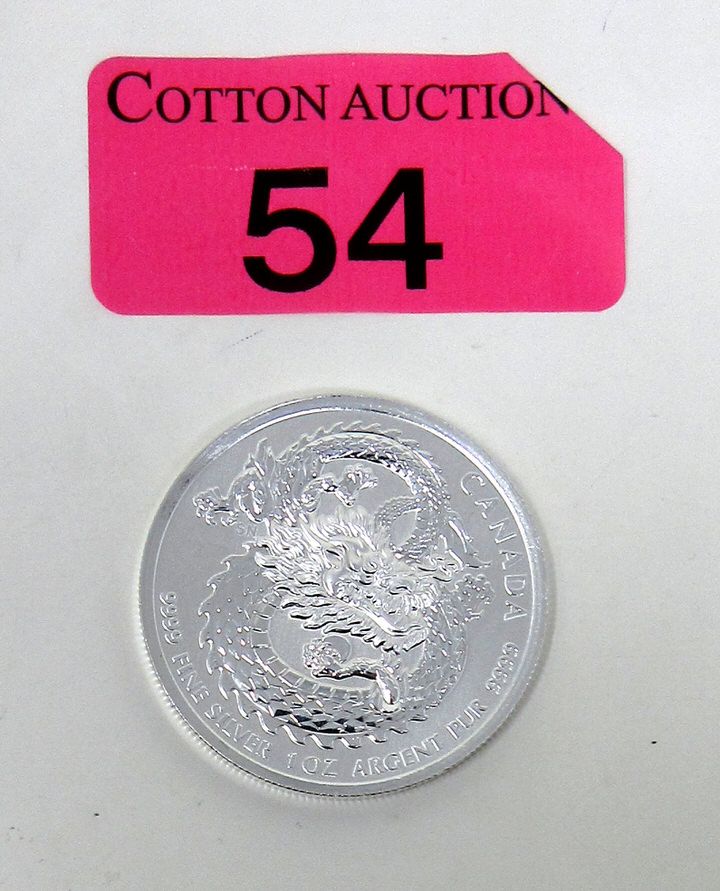 COTTON AUCTION
54
CANADA
9999 FINE SILVER 1 OZ ARGENT PUR 9999